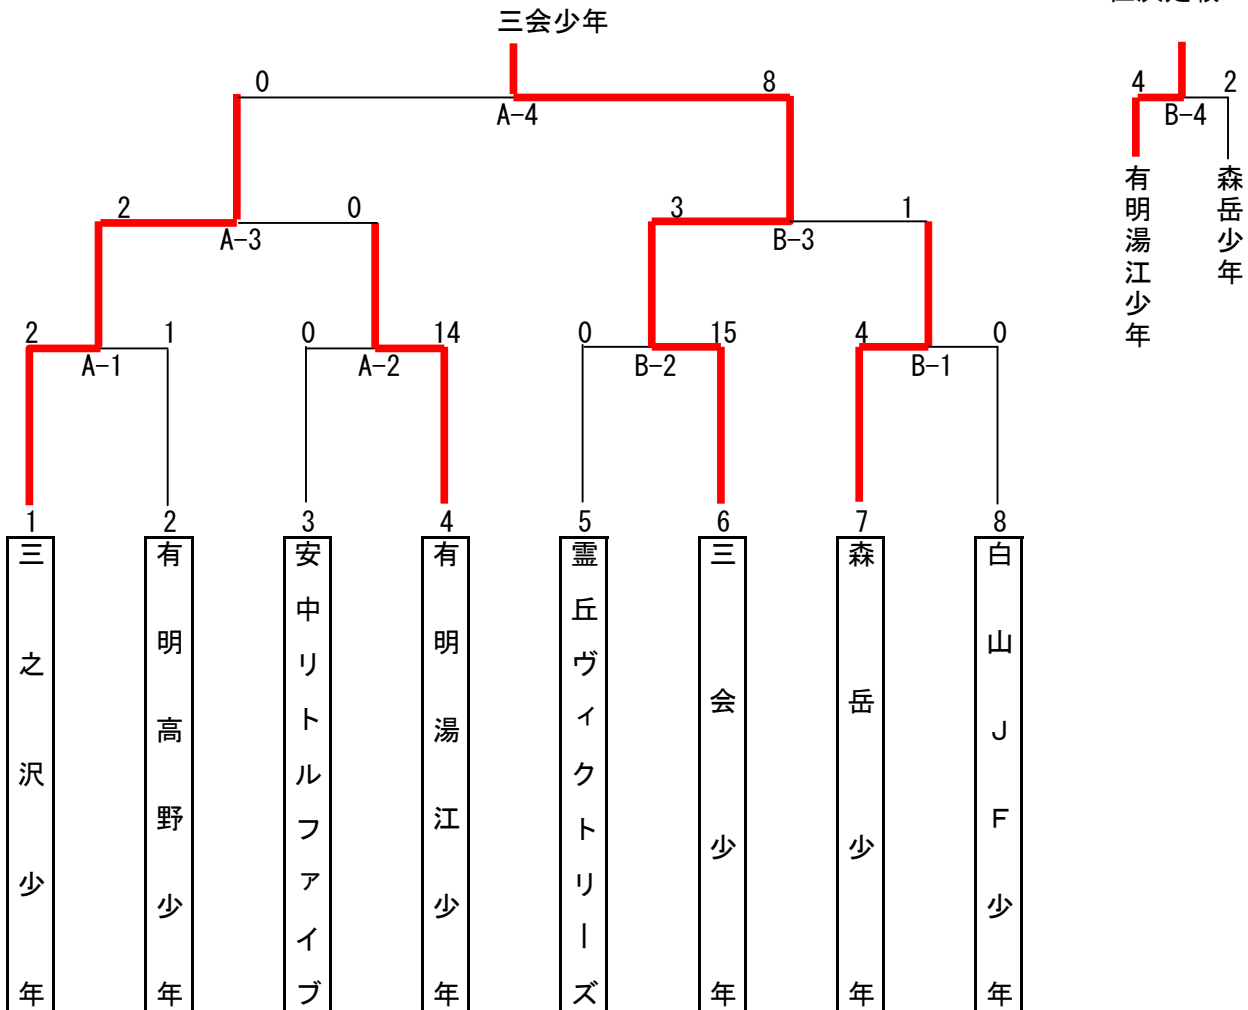 三会少年
0
8
A-4
4
2
B-4
有明湯江少年
森岳少年
2
0
A-3
3
1
B-3
2
1
A-1
0
14
A-2
0
15
B-2
4
0
B-1
1
2
3
4
5
6
7
8
三之沢少年
有明高野少年
安中リトルファイブ
有明湯江少年
霊丘ヴィクトリーズ
三会少年
森岳少年
白山JF少年